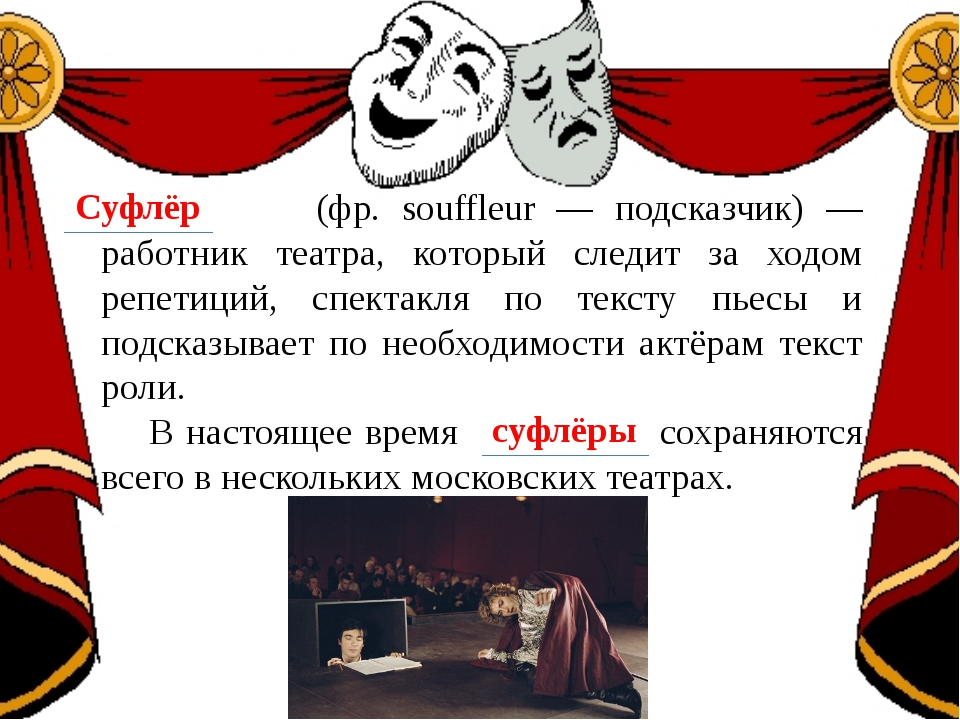 Суфлёр (фр. souffleur — подсказчик) —
работник театра, который следит за ходом
репетиций, спектакля по тексту пьесы и
подсказывает по необходимости актёрам текст
роли.
В настоящее время суфлёры сохраняются
всего в нескольких московских театрах.